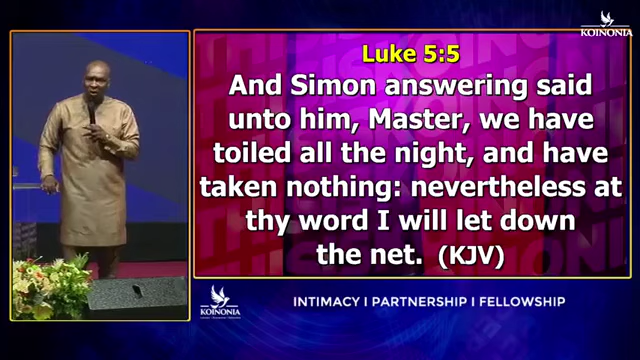 KOINONIA
Luke 5:5
And Simon answering said
unto him, Master, we have
toiled all the night, and have
taken nothing: nevertheless at
thy word I will let down
the net. (KJV)
KOINONIA
INTIMACY I PARTNERSHIP I FELLOWSHIP